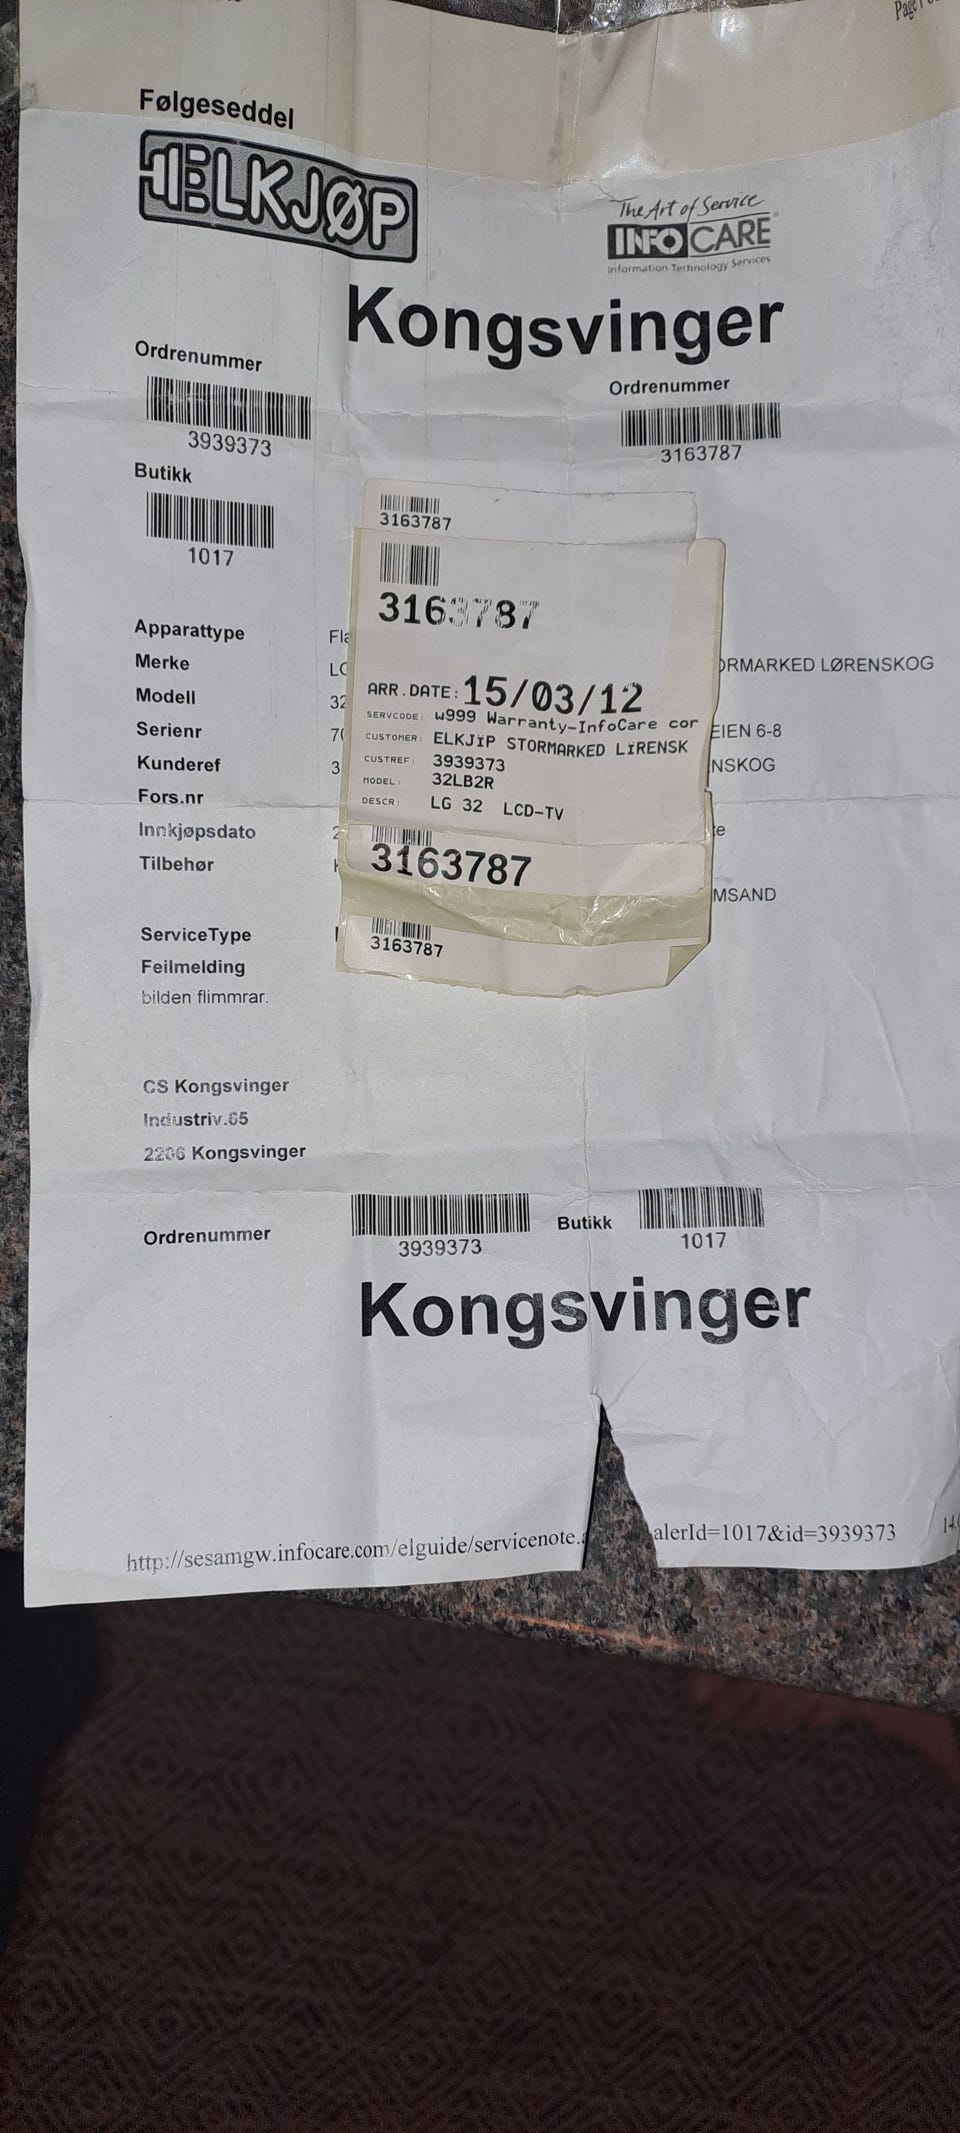 Følgeseddel
ELKJØP
The Art of Service
INFOCARE
Information Technology Services
Kongsvinger
Ordrenummer
3939373
Ordrenummer
3163787
Butikk
1017
3163787
3163787
Apparattype
Merke
ORMARKED LØRENSKOG
Modell
ARR.DATE: 15/03/12
SERVCODE: w999 Warranty-InfoCare cor
Serienr
EIEN 6-8
CUSTOMER: ELKJïP STORMARKED LïRENSK
Kunderef
NSKOG
CUSTREF: 3939373
MODEL: 32LB2R
Fors.nr
DESCR: LG 32 LCD-TV
Innkjøpsdato
Tilbehør
3163787
MSAND
ServiceType
3163787
Feilmelding
bilden flimmrar.
CS Kongsvinger
Industriv.65
2206 Kongsvinger
Ordrenummer
3939373
Butikk
1017
Kongsvinger
http://sesamgw.infocare.com/elguide/servicenote.a alerId=1017&id=3939373